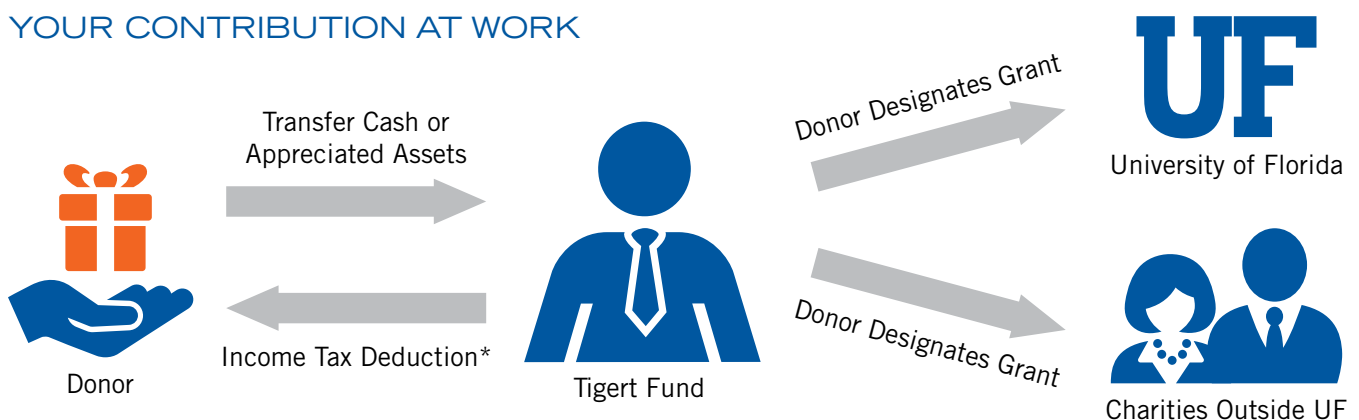 YOUR CONTRIBUTION AT WORK
Transfer Cash or
Appreciated Assets
Income Tax Deduction*
Donor
Tigert Fund
Donor Designates Grant
Donor Designates Grant
UF
University of Florida
Charities Outside UF